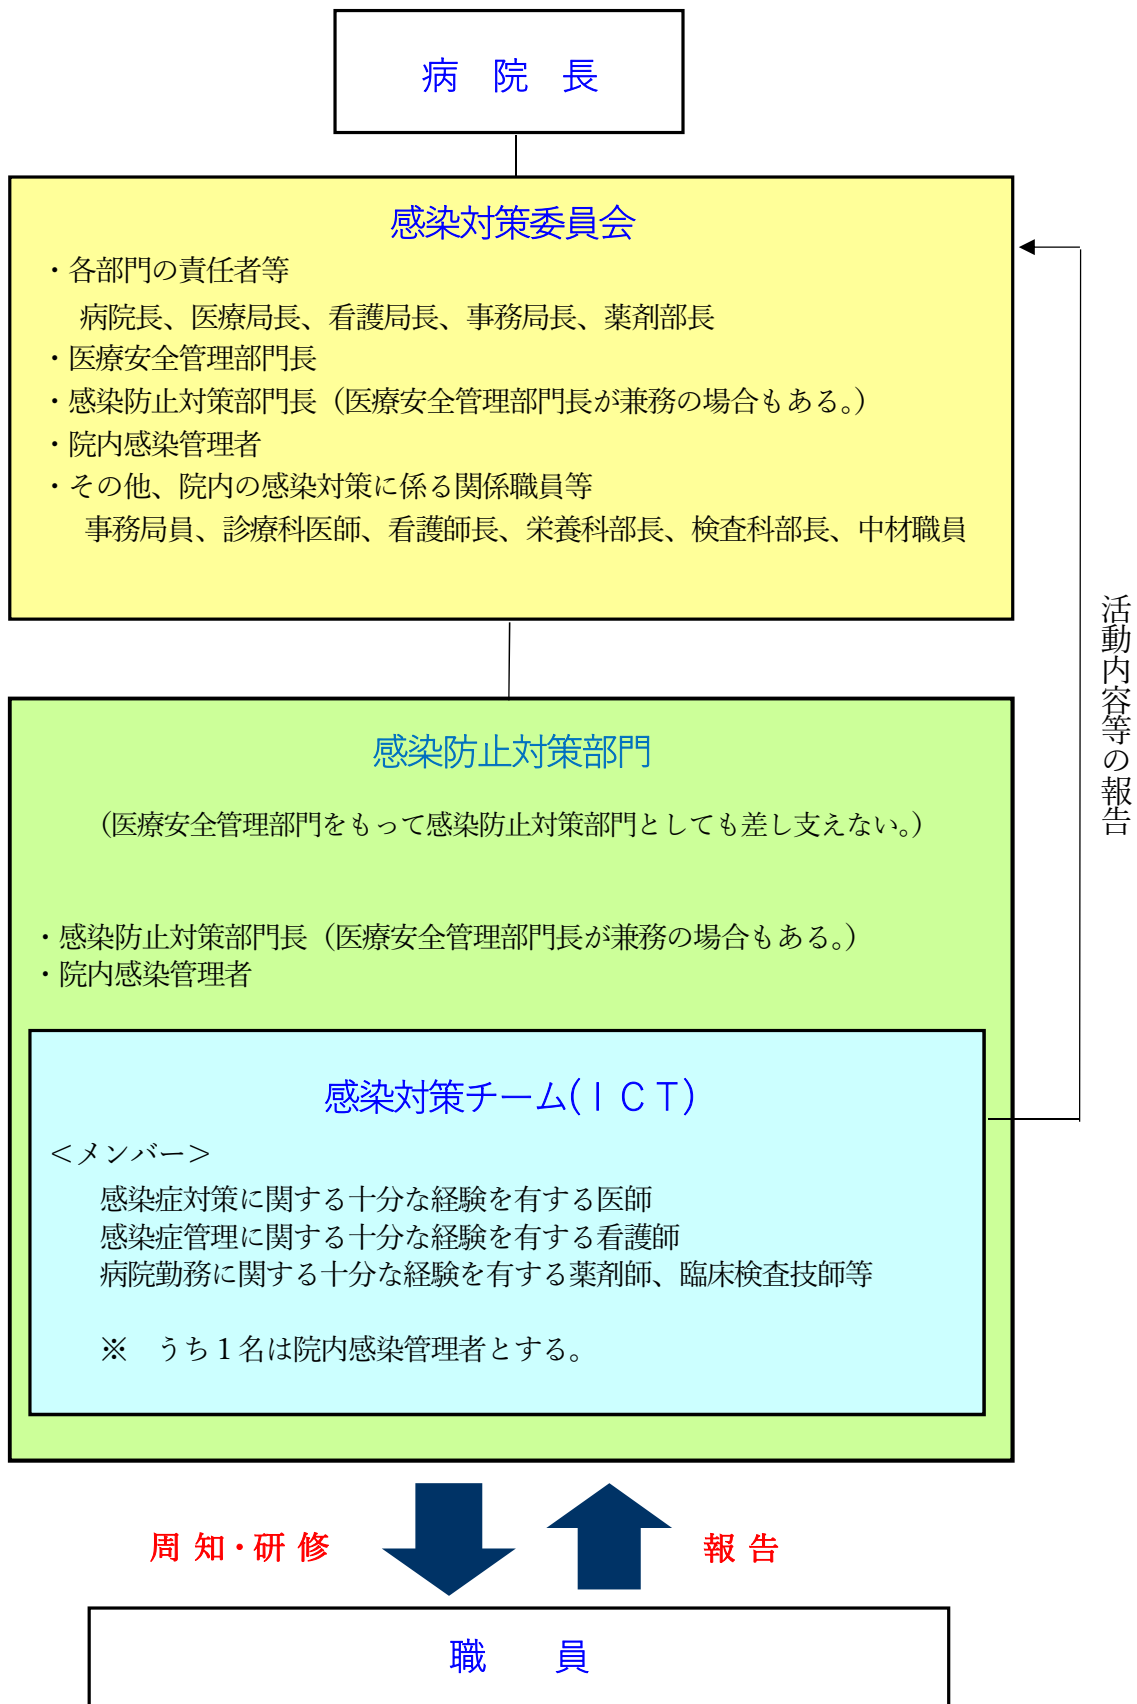 病　院　長
感染対策委員会
・各部門の責任者等
病院長、医療局長、看護局長、事務局長、薬剤部長
・医療安全管理部門長
・感染防止対策部門長（医療安全管理部門長が兼務の場合もある。）
・院内感染管理者
・その他、院内の感染対策に係る関係職員等
事務局員、診療科医師、看護師長、栄養科部長、検査科部長、中材職員
活動内容等の報告
感染防止対策部門
（医療安全管理部門をもって感染防止対策部門としても差し支えない。）
・感染防止対策部門長（医療安全管理部門長が兼務の場合もある。）
・院内感染管理者
感染対策チーム(ＩＣＴ)
＜メンバー＞
感染症対策に関する十分な経験を有する医師
感染症管理に関する十分な経験を有する看護師
病院勤務に関する十分な経験を有する薬剤師、臨床検査技師等
※　うち１名は院内感染管理者とする。
周 知・研 修
報 告
職　　員